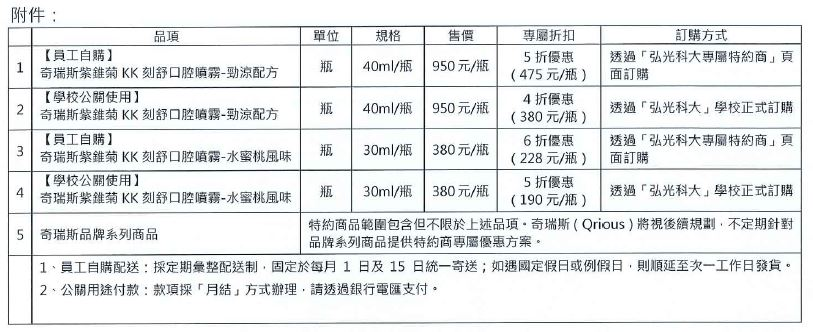 附件：
品項 單位 規格 售價 專屬折扣 訂購方式
1 【員工自購】
奇瑞斯紫錐菊 KK 刻舒口腔噴霧-勁涼配方 瓶 40ml/瓶 950 元/瓶 5 折優惠
（475 元/瓶） 透過「弘光科大專屬特約商」頁
面訂購
2 【學校公關使用】
奇瑞斯紫錐菊 KK 刻舒口腔噴霧-勁涼配方 瓶 40ml/瓶 950 元/瓶 4 折優惠
（380 元/瓶） 透過「弘光科大」學校正式訂購
3 【員工自購】
奇瑞斯紫錐菊 KK 刻舒口腔噴霧-水蜜桃風味 瓶 30ml/瓶 380 元/瓶 6 折優惠
（228 元/瓶） 透過「弘光科大專屬特約商」頁
面訂購
4 【學校公關使用】
奇瑞斯紫錐菊 KK 刻舒口腔噴霧-水蜜桃風味 瓶 30ml/瓶 380 元/瓶 5 折優惠
（190 元/瓶） 透過「弘光科大」學校正式訂購
5 奇瑞斯品牌系列商品 特約商品範圍包含但不限於上述品項。奇瑞斯（Qrious）將視後續規劃，不定期針對
品牌系列商品提供特約商專屬優惠方案。
1、員工自購配送：採定期彙整配送制，固定於每月 1 日及 15 日統一寄送；如遇國定假日或例假日，則順延至次一工作日發貨。
2、公關用途付款：款項採「月結」方式辦理，請透過銀行電匯支付。